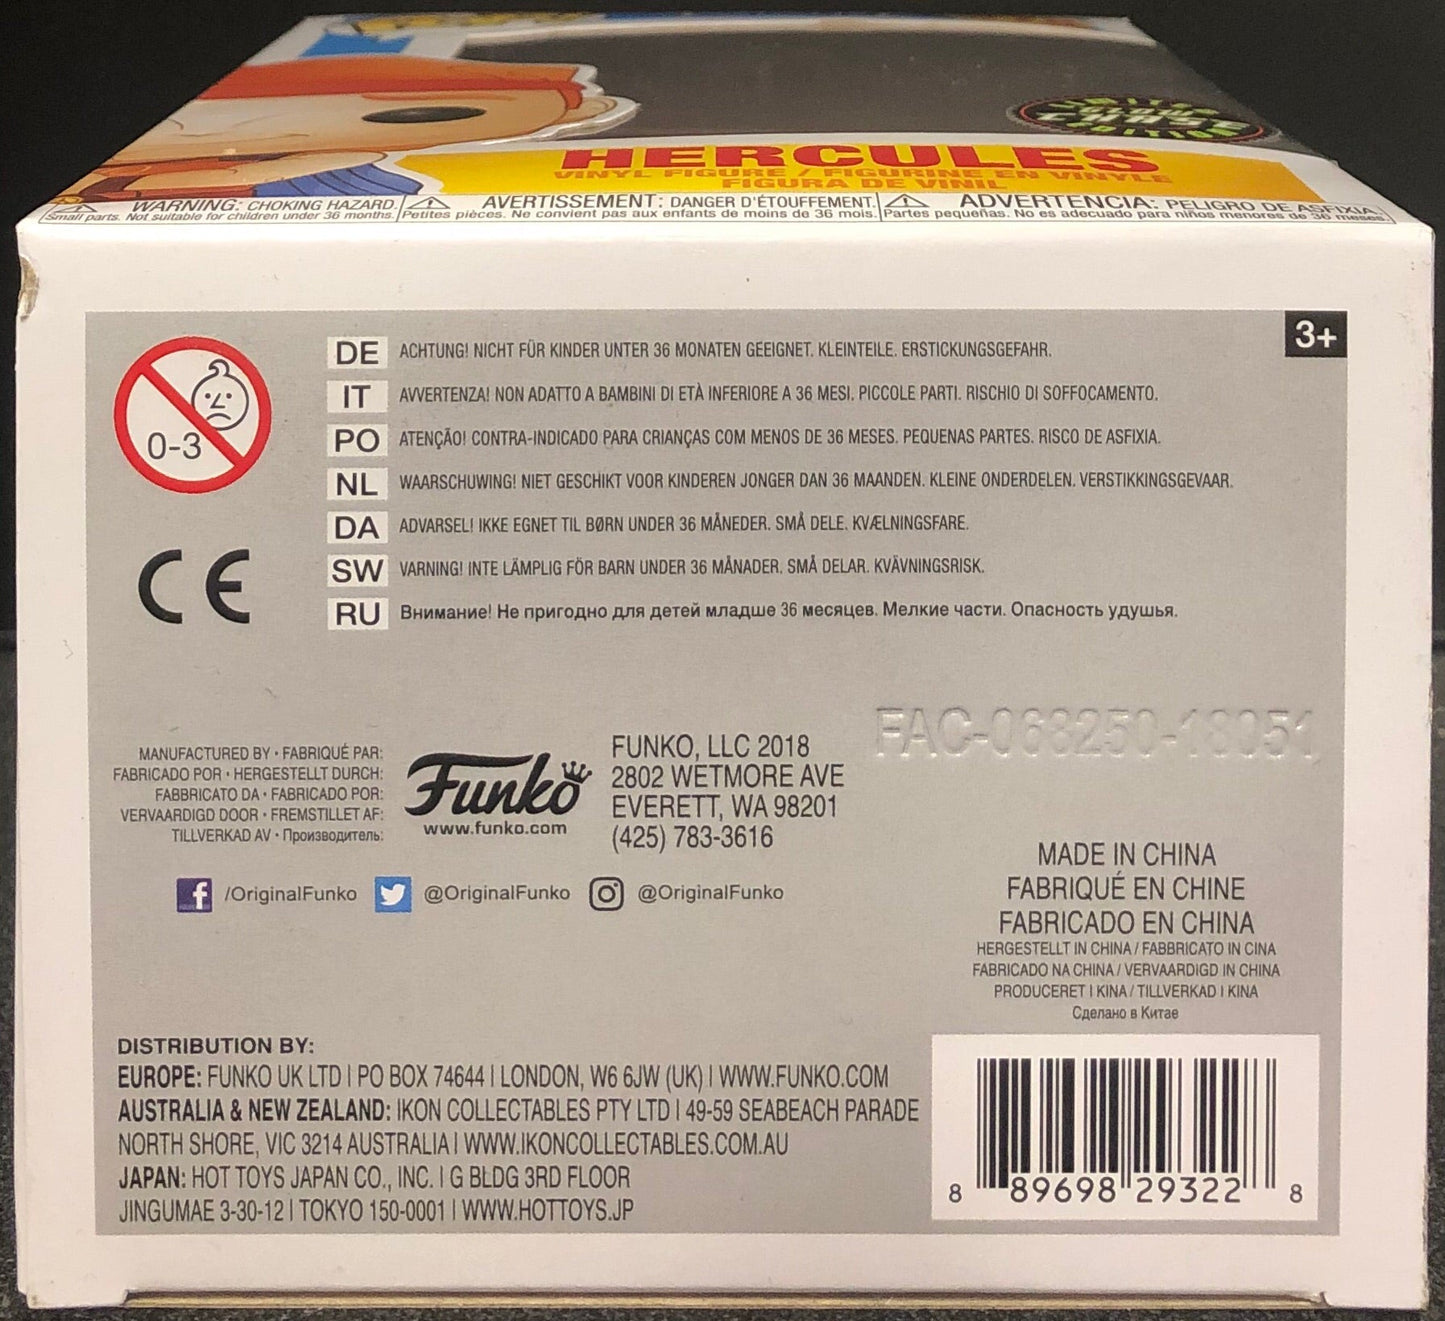 LIMITED
CHASE
EDITION
HERCULES
VINYL FIGURE / FIGURINE EN VINYLE
FIGURA DE VINIL
WARNING: CHOKING HAZARD.
Small parts. Not suitable for children under 36 months.
AVERTISSEMENT: DANGER D'ÉTOUFFEMENT.
Petites pièces. Ne convient pas aux enfants de moins de 36 mois.
ADVERTENCIA: PELIGRO DE ASFIXIA.
Partes pequeñas. No es adecuado para niños menores de 36 meses.
3+
0-3
DE ACHTUNG! NICHT FÜR KINDER UNTER 36 MONATEN GEEIGNET. KLEINTEILE. ERSTICKUNGSGEFAHR.
IT AVVERTENZA! NON ADATTO A BAMBINI DI ETÀ INFERIORE A 36 MESI. PICCOLE PARTI. RISCHIO DI SOFFOCAMENTO.
PO ATENÇÃO! CONTRA-INDICADO PARA CRIANÇAS COM MENOS DE 36 MESES. PEQUENAS PARTES. RISCO DE ASFIXIA.
NL WAARSCHUWING! NIET GESCHIKT VOOR KINDEREN JONGER DAN 36 MAANDEN. KLEINE ONDERDELEN. VERSTIKKINGSGEVAAR.
DA ADVARSEL! IKKE EGNET TIL BØRN UNDER 36 MÅNEDER. SMÅ DELE. KVÆLNINGSFARE.
SW VARNING! INTE LÄMPLIG FÖR BARN UNDER 36 MÅNADER. SMÅ DELAR. KVÄVNINGSRISK.
RU Внимание! Не пригодно для детей младше 36 месяцев. Мелкие части. Опасность удушья.
CE
FAC-068250-18051
MANUFACTURED BY • FABRIQUÉ PAR:
FABRICADO POR • HERGESTELLT DURCH:
FABBRICATO DA • FABRICADO POR:
VERVAARDIGD DOOR • FREMSTILLET AF:
TILLVERKAD AV • Производитель:
Funko
www.funko.com
FUNKO, LLC 2018
2802 WETMORE AVE
EVERETT, WA 98201
(425) 783-3616
/OriginalFunko @OriginalFunko @OriginalFunko
MADE IN CHINA
FABRIQUÉ EN CHINE
FABRICADO EN CHINA
HERGESTELLT IN CHINA / FABBRICATO IN CINA
FABRICADO NA CHINA / VERVAARDIGD IN CHINA
PRODUCERET I KINA / TILLVERKAD I KINA
Сделано в Китае
DISTRIBUTION BY:
EUROPE: FUNKO UK LTD | PO BOX 74644 | LONDON, W6 6JW (UK) | WWW.FUNKO.COM
AUSTRALIA & NEW ZEALAND: IKON COLLECTABLES PTY LTD | 49-59 SEABEACH PARADE
NORTH SHORE, VIC 3214 AUSTRALIA | WWW.IKONCOLLECTABLES.COM.AU
JAPAN: HOT TOYS JAPAN CO., INC. | G BLDG 3RD FLOOR
JINGUMAE 3-30-12 | TOKYO 150-0001 | WWW.HOTTOYS.JP
8 89698 29322 8